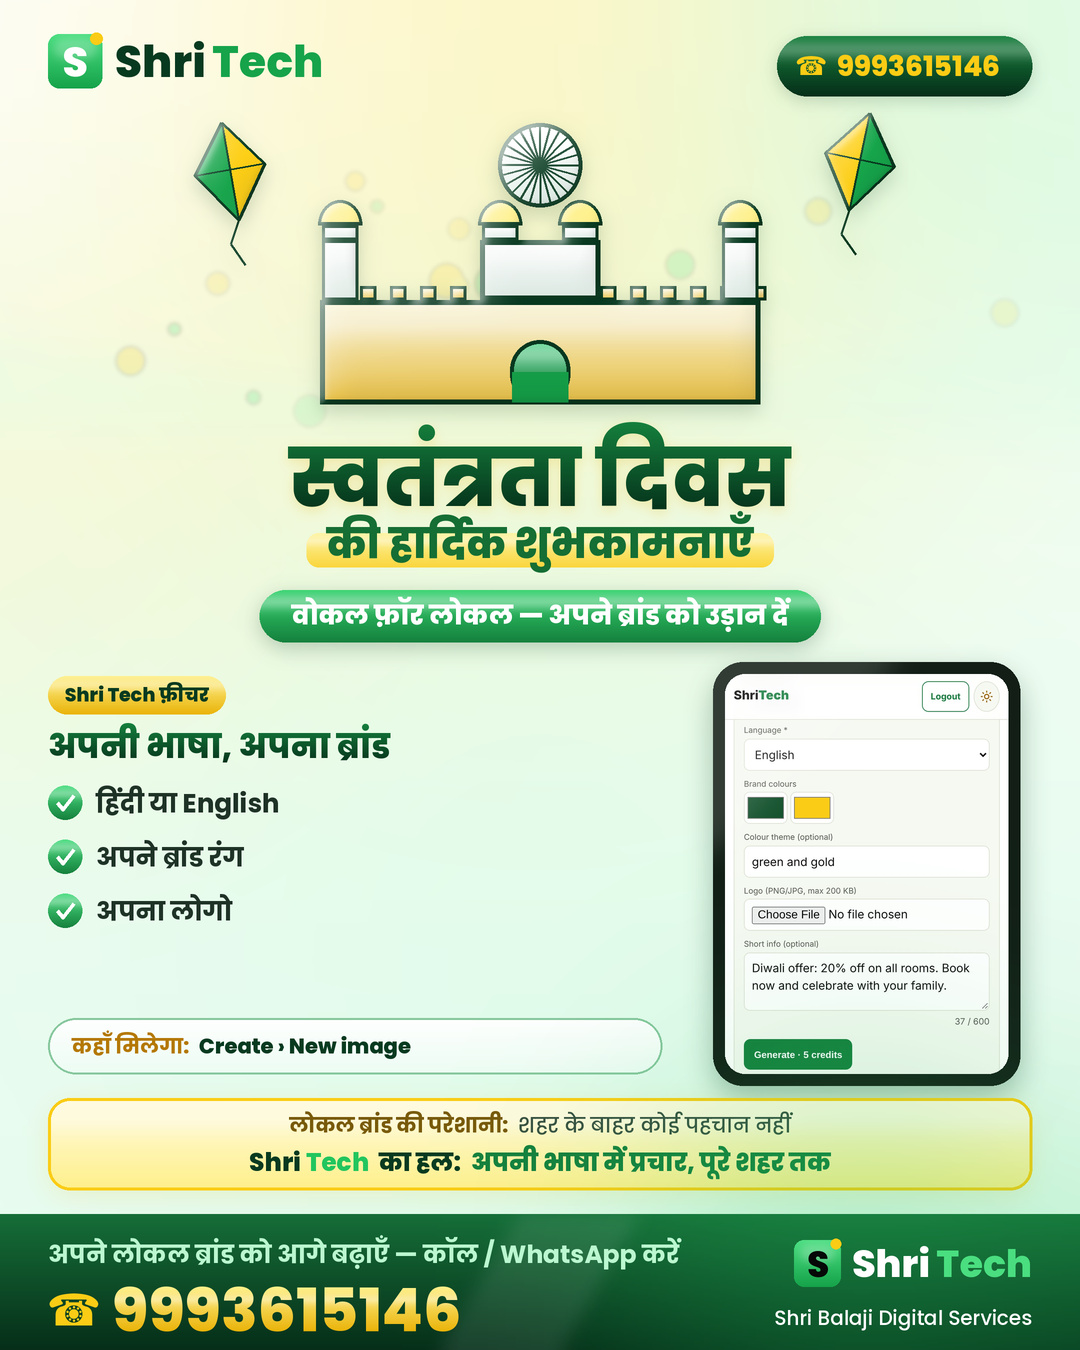 S Shri Tech
☎ 9993615146
स्वतंत्रता दिवस
की हार्दिक शुभकामनाएँ
वोकल फ़ॉर लोकल — अपने ब्रांड को उड़ान दें
Shri Tech फ़ीचर
अपनी भाषा, अपना ब्रांड
हिंदी या English
अपने ब्रांड रंग
अपना लोगो
कहाँ मिलेगा: Create › New image
ShriTech
Logout
Language *
English
Brand colours
Colour theme (optional)
green and gold
Logo (PNG/JPG, max 200 KB)
Choose File No file chosen
Short info (optional)
Diwali offer: 20% off on all rooms. Book
now and celebrate with your family.
37 / 600
Generate · 5 credits
लोकल ब्रांड की परेशानी: शहर के बाहर कोई पहचान नहीं
Shri Tech का हल: अपनी भाषा में प्रचार, पूरे शहर तक
अपने लोकल ब्रांड को आगे बढ़ाएँ — कॉल / WhatsApp करें
☎ 9993615146
S Shri Tech
Shri Balaji Digital Services